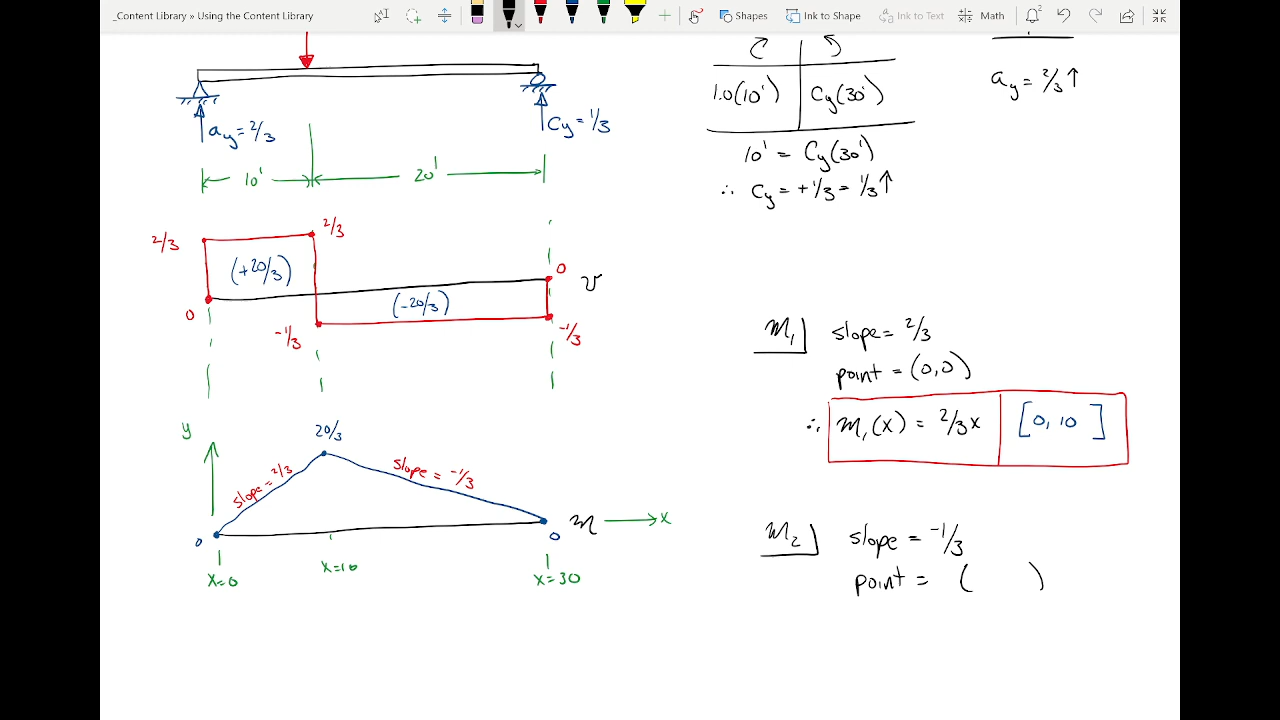 _Content Library » Using the Content Library
Shapes
Ink to Shape
Ink to Text
Math
1.0(10') Cy(30')
ay = 2/3 ↑
ay = 2/3
Cy = 1/3
10' = Cy(30')
10'
20'
∴ Cy = +1/3 = 1/3 ↑
2/3
2/3
(+20/3)
0
V
(-20/3)
0
-1/3
-1/3
M1
slope = 2/3
point = (0,0)
∴ m1(x) = 2/3x [0, 10]
y
20/3
slope = 2/3
slope = -1/3
0
0
M
x
x=0
x=10
x=30
M2
slope = -1/3
point = ( )